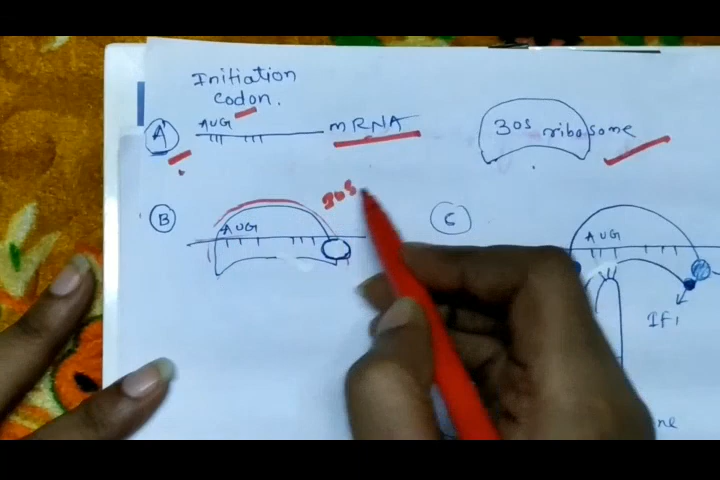 Initiation
codon.
A
AUG
mRNA
30s ribosome
B
AUG
30S
C
AUG
If1